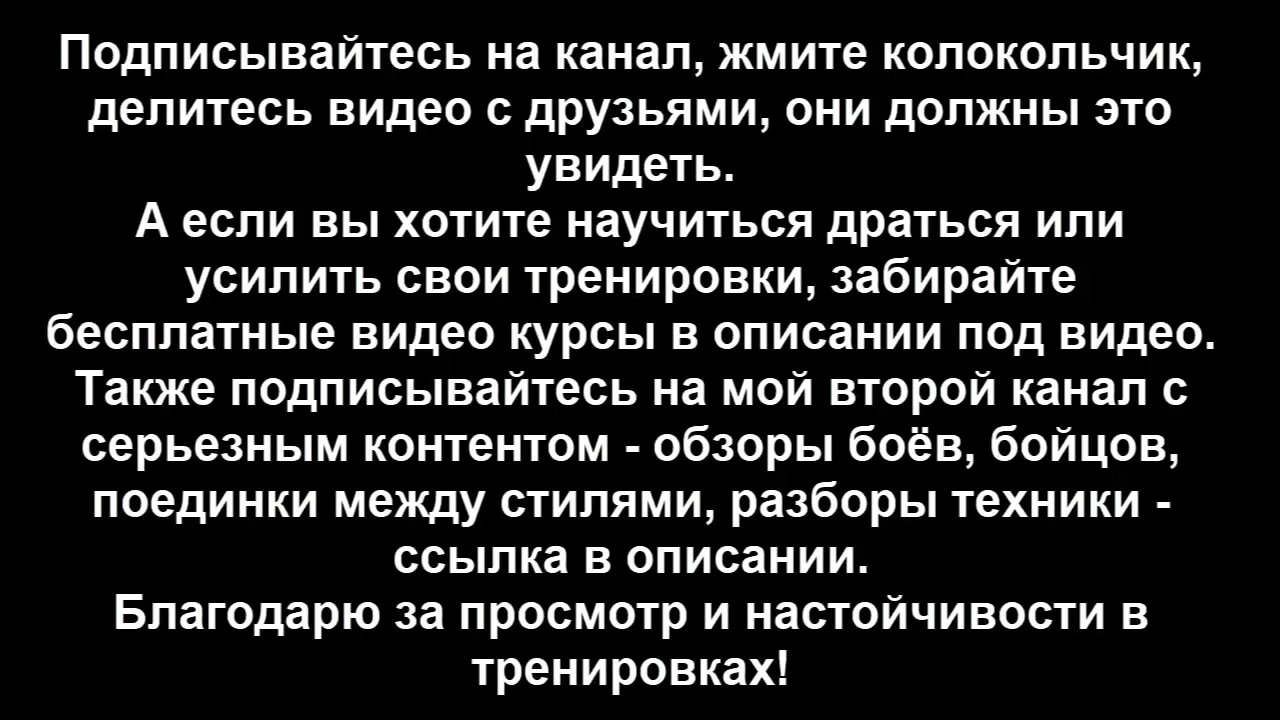 Подписывайтесь на канал, жмите колокольчик,
делитесь видео с друзьями, они должны это
увидеть.
А если вы хотите научиться драться или
усилить свои тренировки, забирайте
бесплатные видео курсы в описании под видео.
Также подписывайтесь на мой второй канал с
серьезным контентом - обзоры боёв, бойцов,
поединки между стилями, разборы техники -
ссылка в описании.
Благодарю за просмотр и настойчивости в
тренировках!